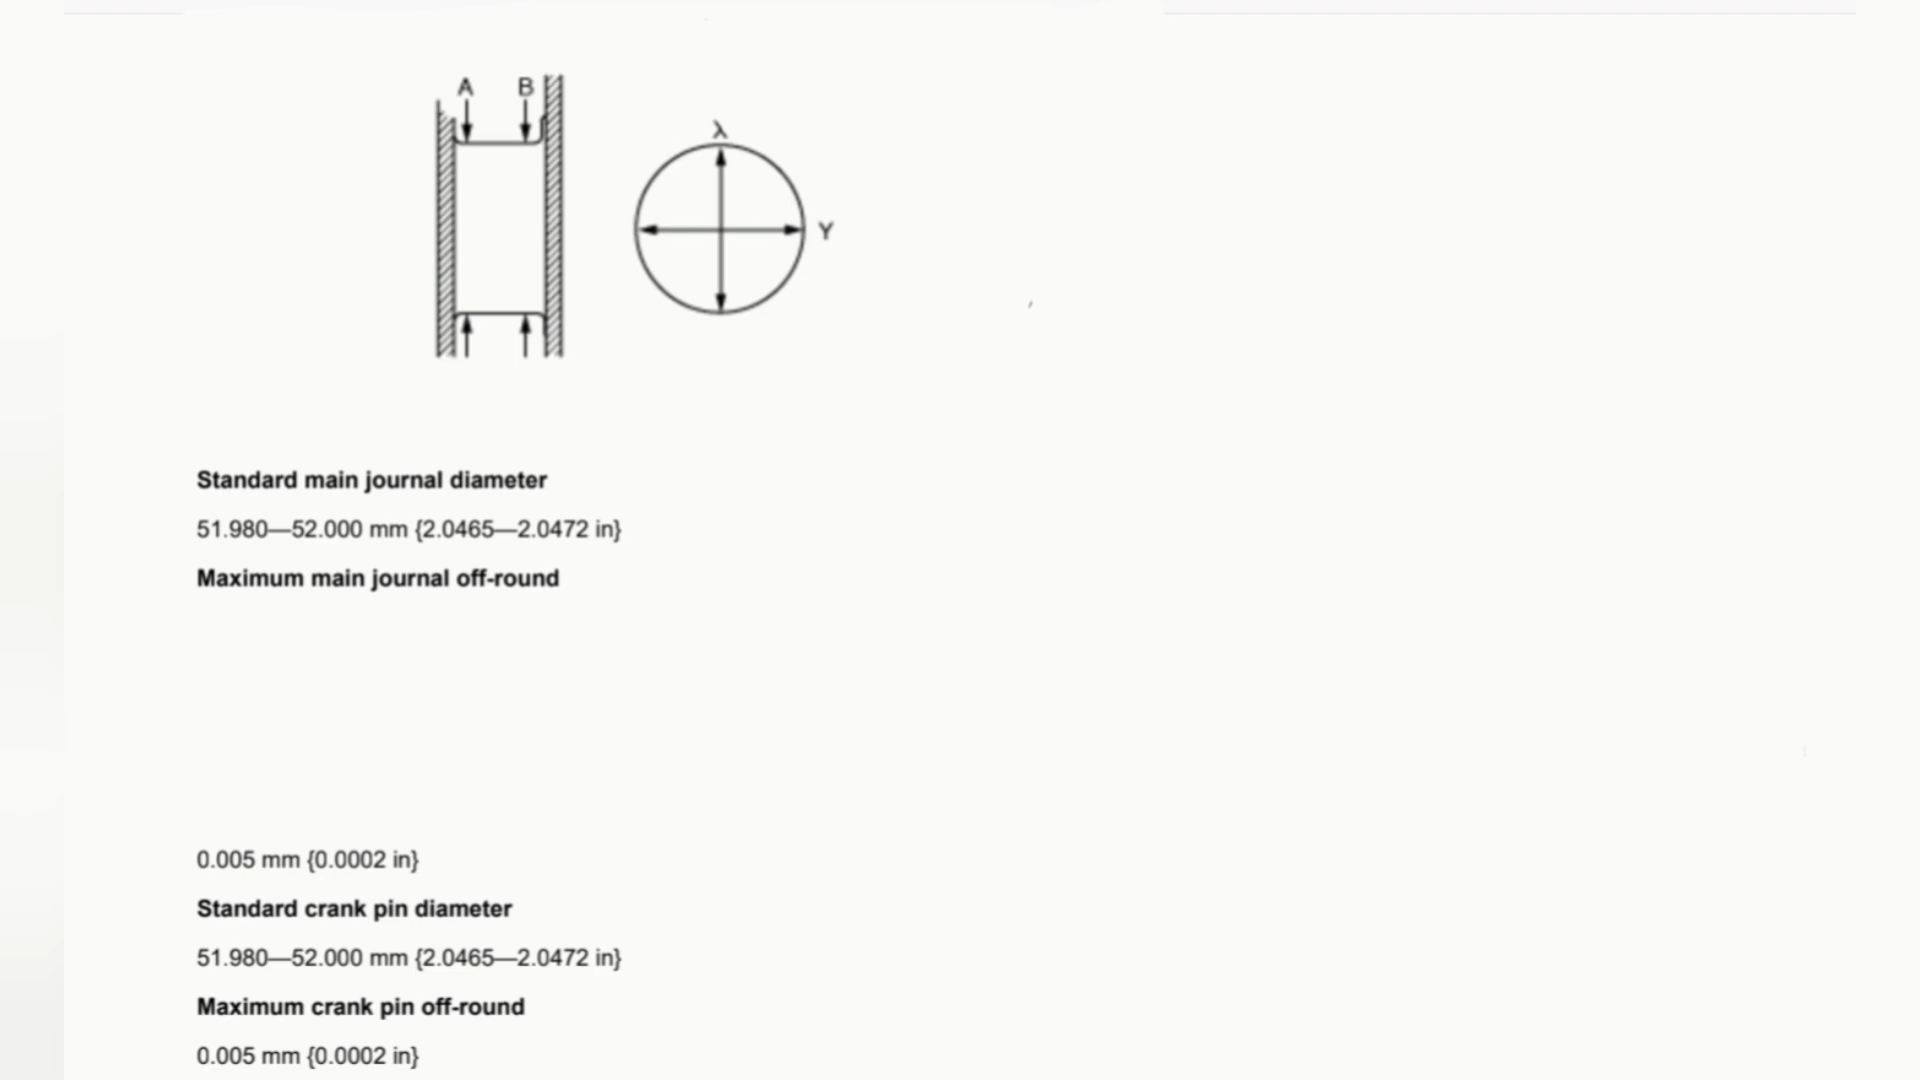 A B
λ
Y
Standard main journal diameter
51.980—52.000 mm {2.0465—2.0472 in}
Maximum main journal off-round
0.005 mm {0.0002 in}
Standard crank pin diameter
51.980—52.000 mm {2.0465—2.0472 in}
Maximum crank pin off-round
0.005 mm {0.0002 in}